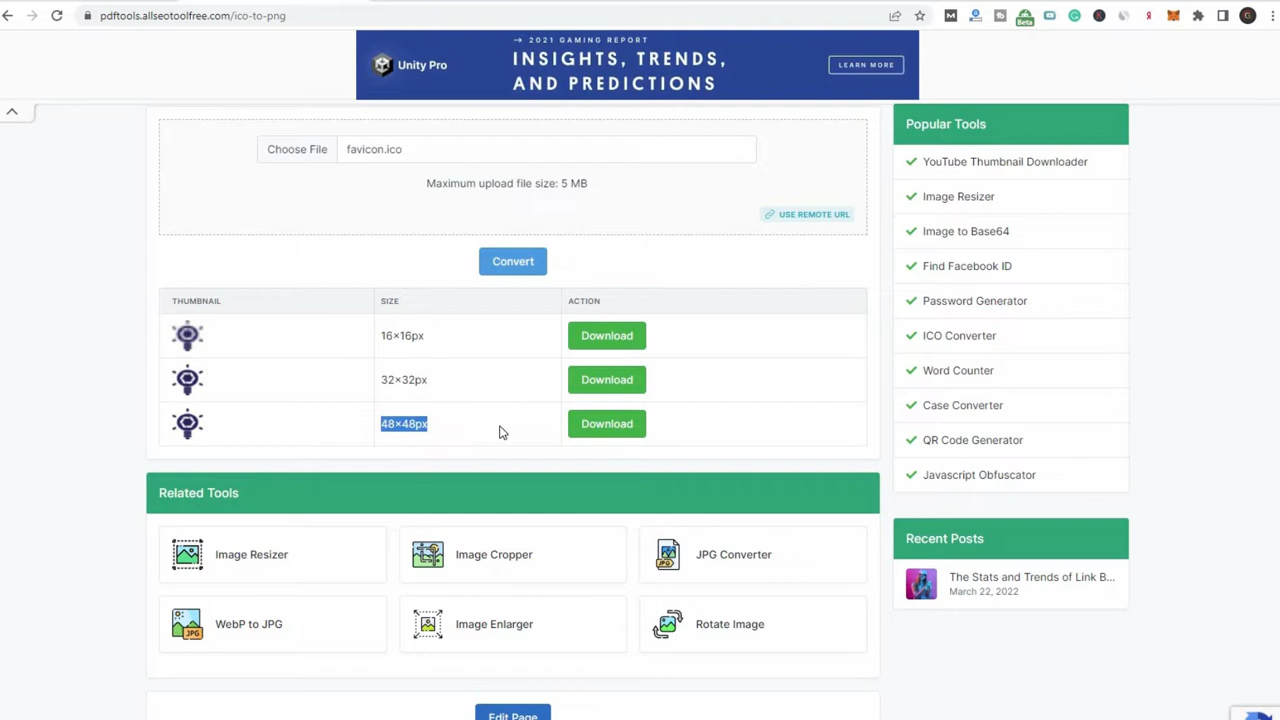 pdftools.allseotoolfree.com/ico-to-png
Beta
G
Unity Pro
→ 2021 GAMING REPORT
INSIGHTS, TRENDS,
AND PREDICTIONS
LEARN MORE
Choose File favicon.ico
Maximum upload file size: 5 MB
USE REMOTE URL
Convert
THUMBNAIL SIZE ACTION
16×16px Download
32×32px Download
48×48px Download
Related Tools
Image Resizer
Image Cropper
JPG
JPG Converter
JPG
WebP to JPG
Image Enlarger
Rotate Image
Edit Page
Popular Tools
YouTube Thumbnail Downloader
Image Resizer
Image to Base64
Find Facebook ID
Password Generator
ICO Converter
Word Counter
Case Converter
QR Code Generator
Javascript Obfuscator
Recent Posts
The Stats and Trends of Link B...
March 22, 2022